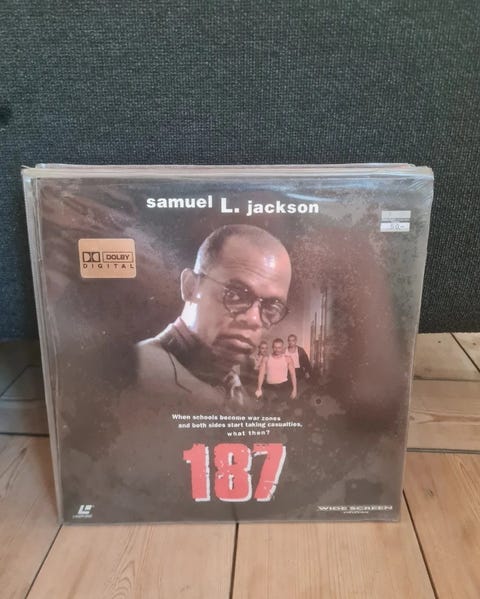 samuel L. jackson
50.-
DOLBY
DIGITAL
When schools become war zones
and both sides start taking casualties,
what then?
187
WIDE SCREEN